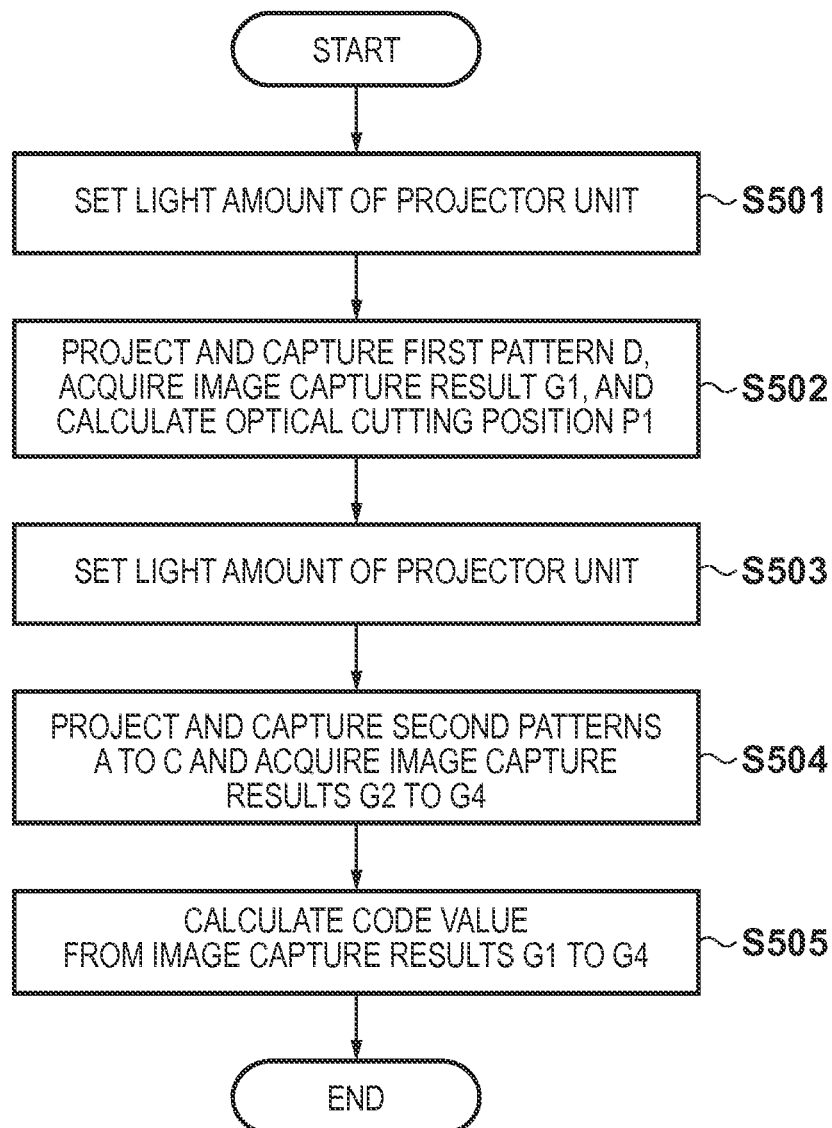 START
SET LIGHT AMOUNT OF PROJECTOR UNIT
S501
PROJECT AND CAPTURE FIRST PATTERN D,
ACQUIRE IMAGE CAPTURE RESULT G1, AND
CALCULATE OPTICAL CUTTING POSITION P1
S502
SET LIGHT AMOUNT OF PROJECTOR UNIT
S503
PROJECT AND CAPTURE SECOND PATTERNS
A TO C AND ACQUIRE IMAGE CAPTURE
RESULTS G2 TO G4
S504
CALCULATE CODE VALUE
FROM IMAGE CAPTURE RESULTS G1 TO G4
S505
END